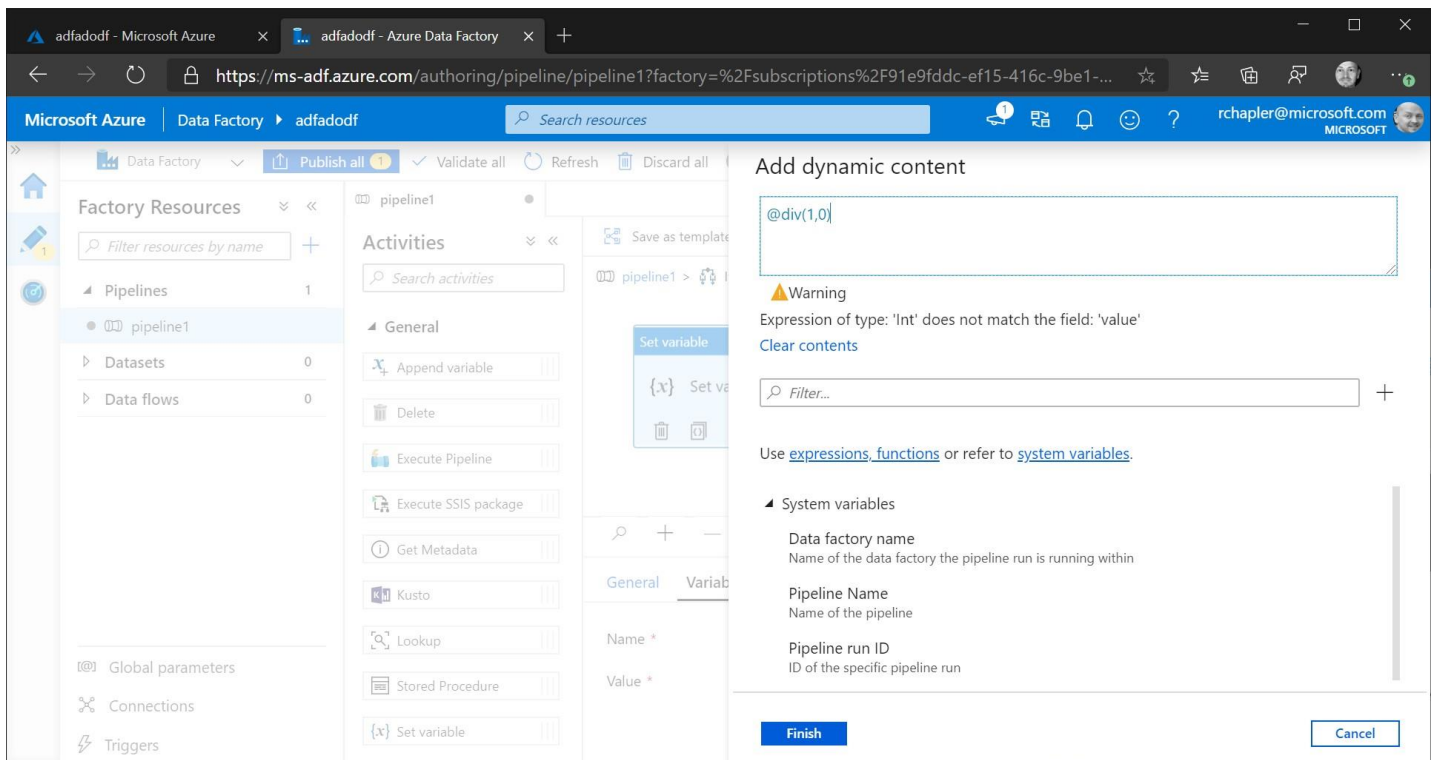 adfadodf - Microsoft Azure
adfadodf - Azure Data Factory
https://ms-adf.azure.com/authoring/pipeline/pipeline1?factory=%2Fsubscriptions%2F91e9fddc-ef15-416c-9be1-...
Microsoft Azure
Data Factory
adfadodf
Search resources
1
rchapler@microsoft.com
MICROSOFT
Data Factory
Publish all 1
Validate all
Refresh
Discard all
Factory Resources
Filter resources by name
1
Pipelines 1
pipeline1
Datasets 0
Data flows 0
Global parameters
Connections
Triggers
pipeline1
Activities
Search activities
General
Append variable
Delete
Execute Pipeline
Execute SSIS package
Get Metadata
Kusto
Lookup
Stored Procedure
{x} Set variable
Save as template
pipeline1 >
Set variable
{x} Set va
General Variab
Name *
Value *
Add dynamic content
@div(1,0)
Warning
Expression of type: 'Int' does not match the field: 'value'
Clear contents
Filter...
Use expressions, functions or refer to system variables.
System variables
Data factory name
Name of the data factory the pipeline run is running within
Pipeline Name
Name of the pipeline
Pipeline run ID
ID of the specific pipeline run
Finish
Cancel